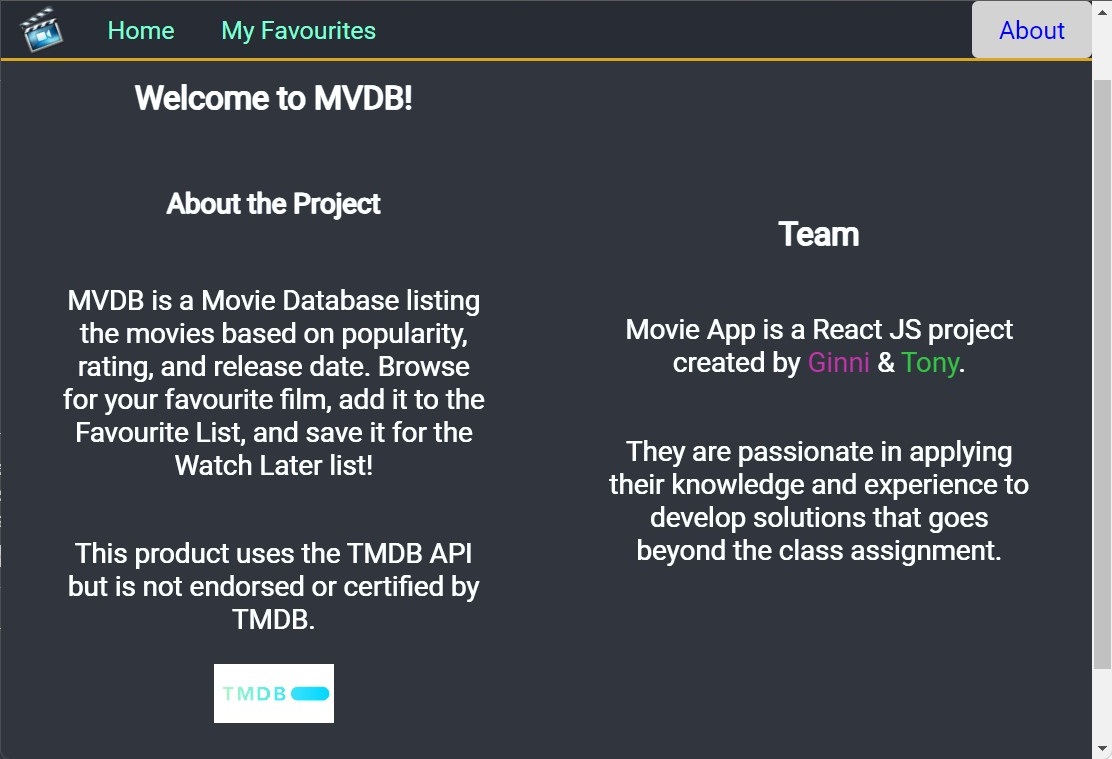 Home
My Favourites
About
Welcome to MVDB!
About the Project
MVDB is a Movie Database listing
the movies based on popularity,
rating, and release date. Browse
for your favourite film, add it to the
Favourite List, and save it for the
Watch Later list!
This product uses the TMDB API
but is not endorsed or certified by
TMDB.
TMDB
Team
Movie App is a React JS project
created by Ginni & Tony.
They are passionate in applying
their knowledge and experience to
develop solutions that goes
beyond the class assignment.